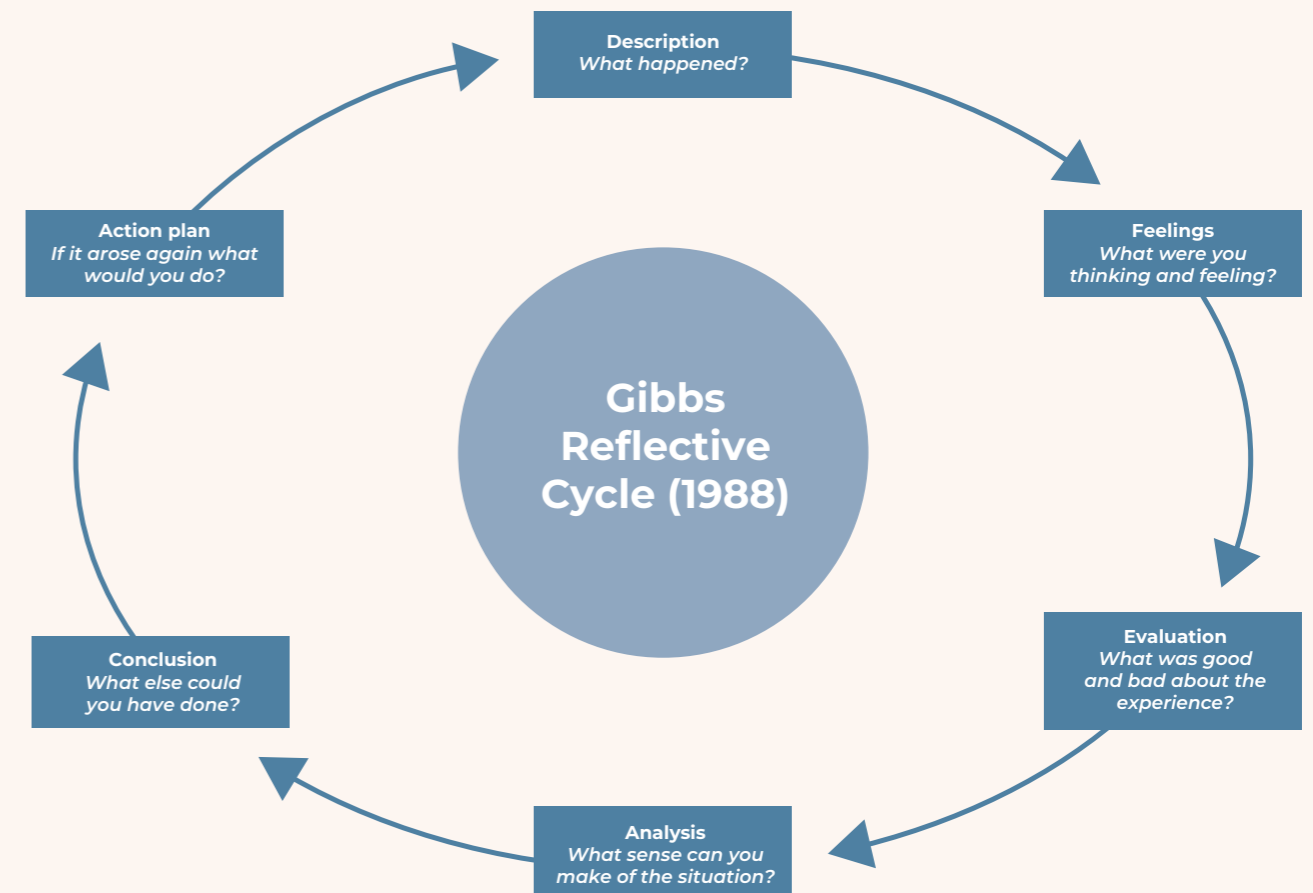 Description
What happened?
Feelings
What were you
thinking and feeling?
Evaluation
What was good
and bad about the
experience?
Analysis
What sense can you
make of the situation?
Conclusion
What else could
you have done?
Action plan
If it arose again what
would you do?
Gibbs
Reflective
Cycle (1988)